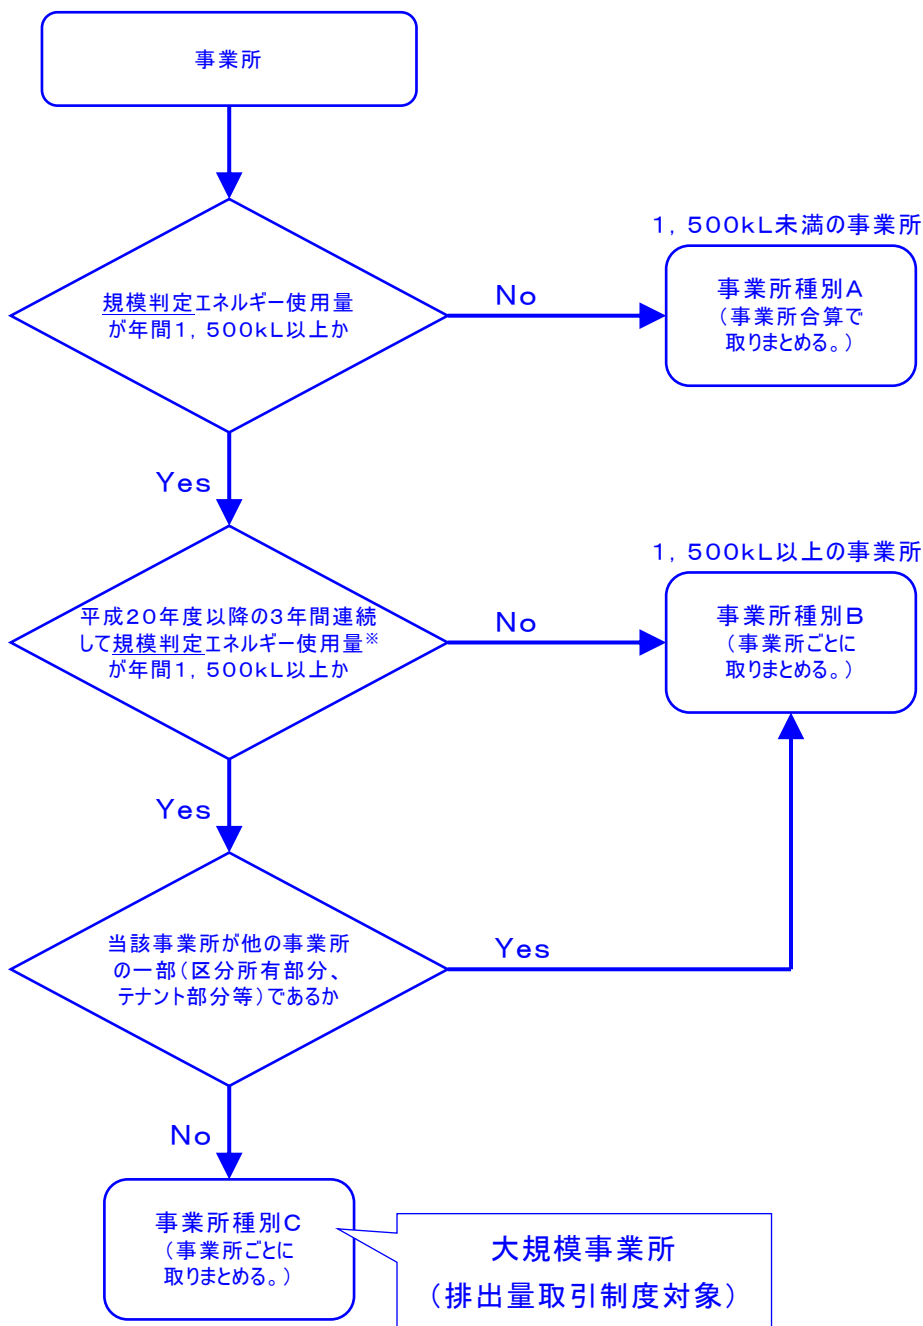 事業所
規模判定エネルギー使用量
が年間1，500kL以上か
No
1，500kL未満の事業所
事業所種別A
（事業所合算で
取りまとめる。）
Yes
平成20年度以降の3年間連続
して規模判定エネルギー使用量※
が年間1，500kL以上か
No
1，500kL以上の事業所
事業所種別B
（事業所ごとに
取りまとめる。）
Yes
当該事業所が他の事業所
の一部（区分所有部分、
テナント部分等）であるか
Yes
No
事業所種別C
（事業所ごとに
取りまとめる。）
大規模事業所
（排出量取引制度対象）